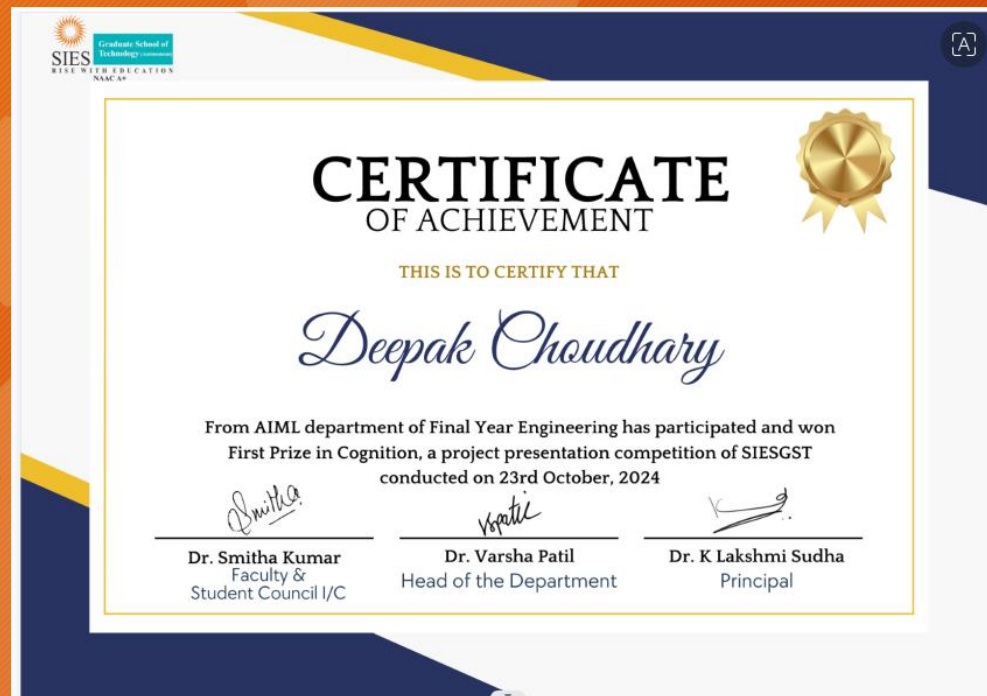 SIES
Graduate School of
Technology
RISE WITH EDUCATION
NAAC A+
A
CERTIFICATE
OF ACHIEVEMENT
THIS IS TO CERTIFY THAT
Deepak Choudhary
From AIML department of Final Year Engineering has participated and won
First Prize in Cognition, a project presentation competition of SIESGST
conducted on 23rd October, 2024
Smitha
vspatil
Dr. Smitha Kumar
Faculty &
Student Council I/C
Dr. Varsha Patil
Head of the Department
Dr. K Lakshmi Sudha
Principal